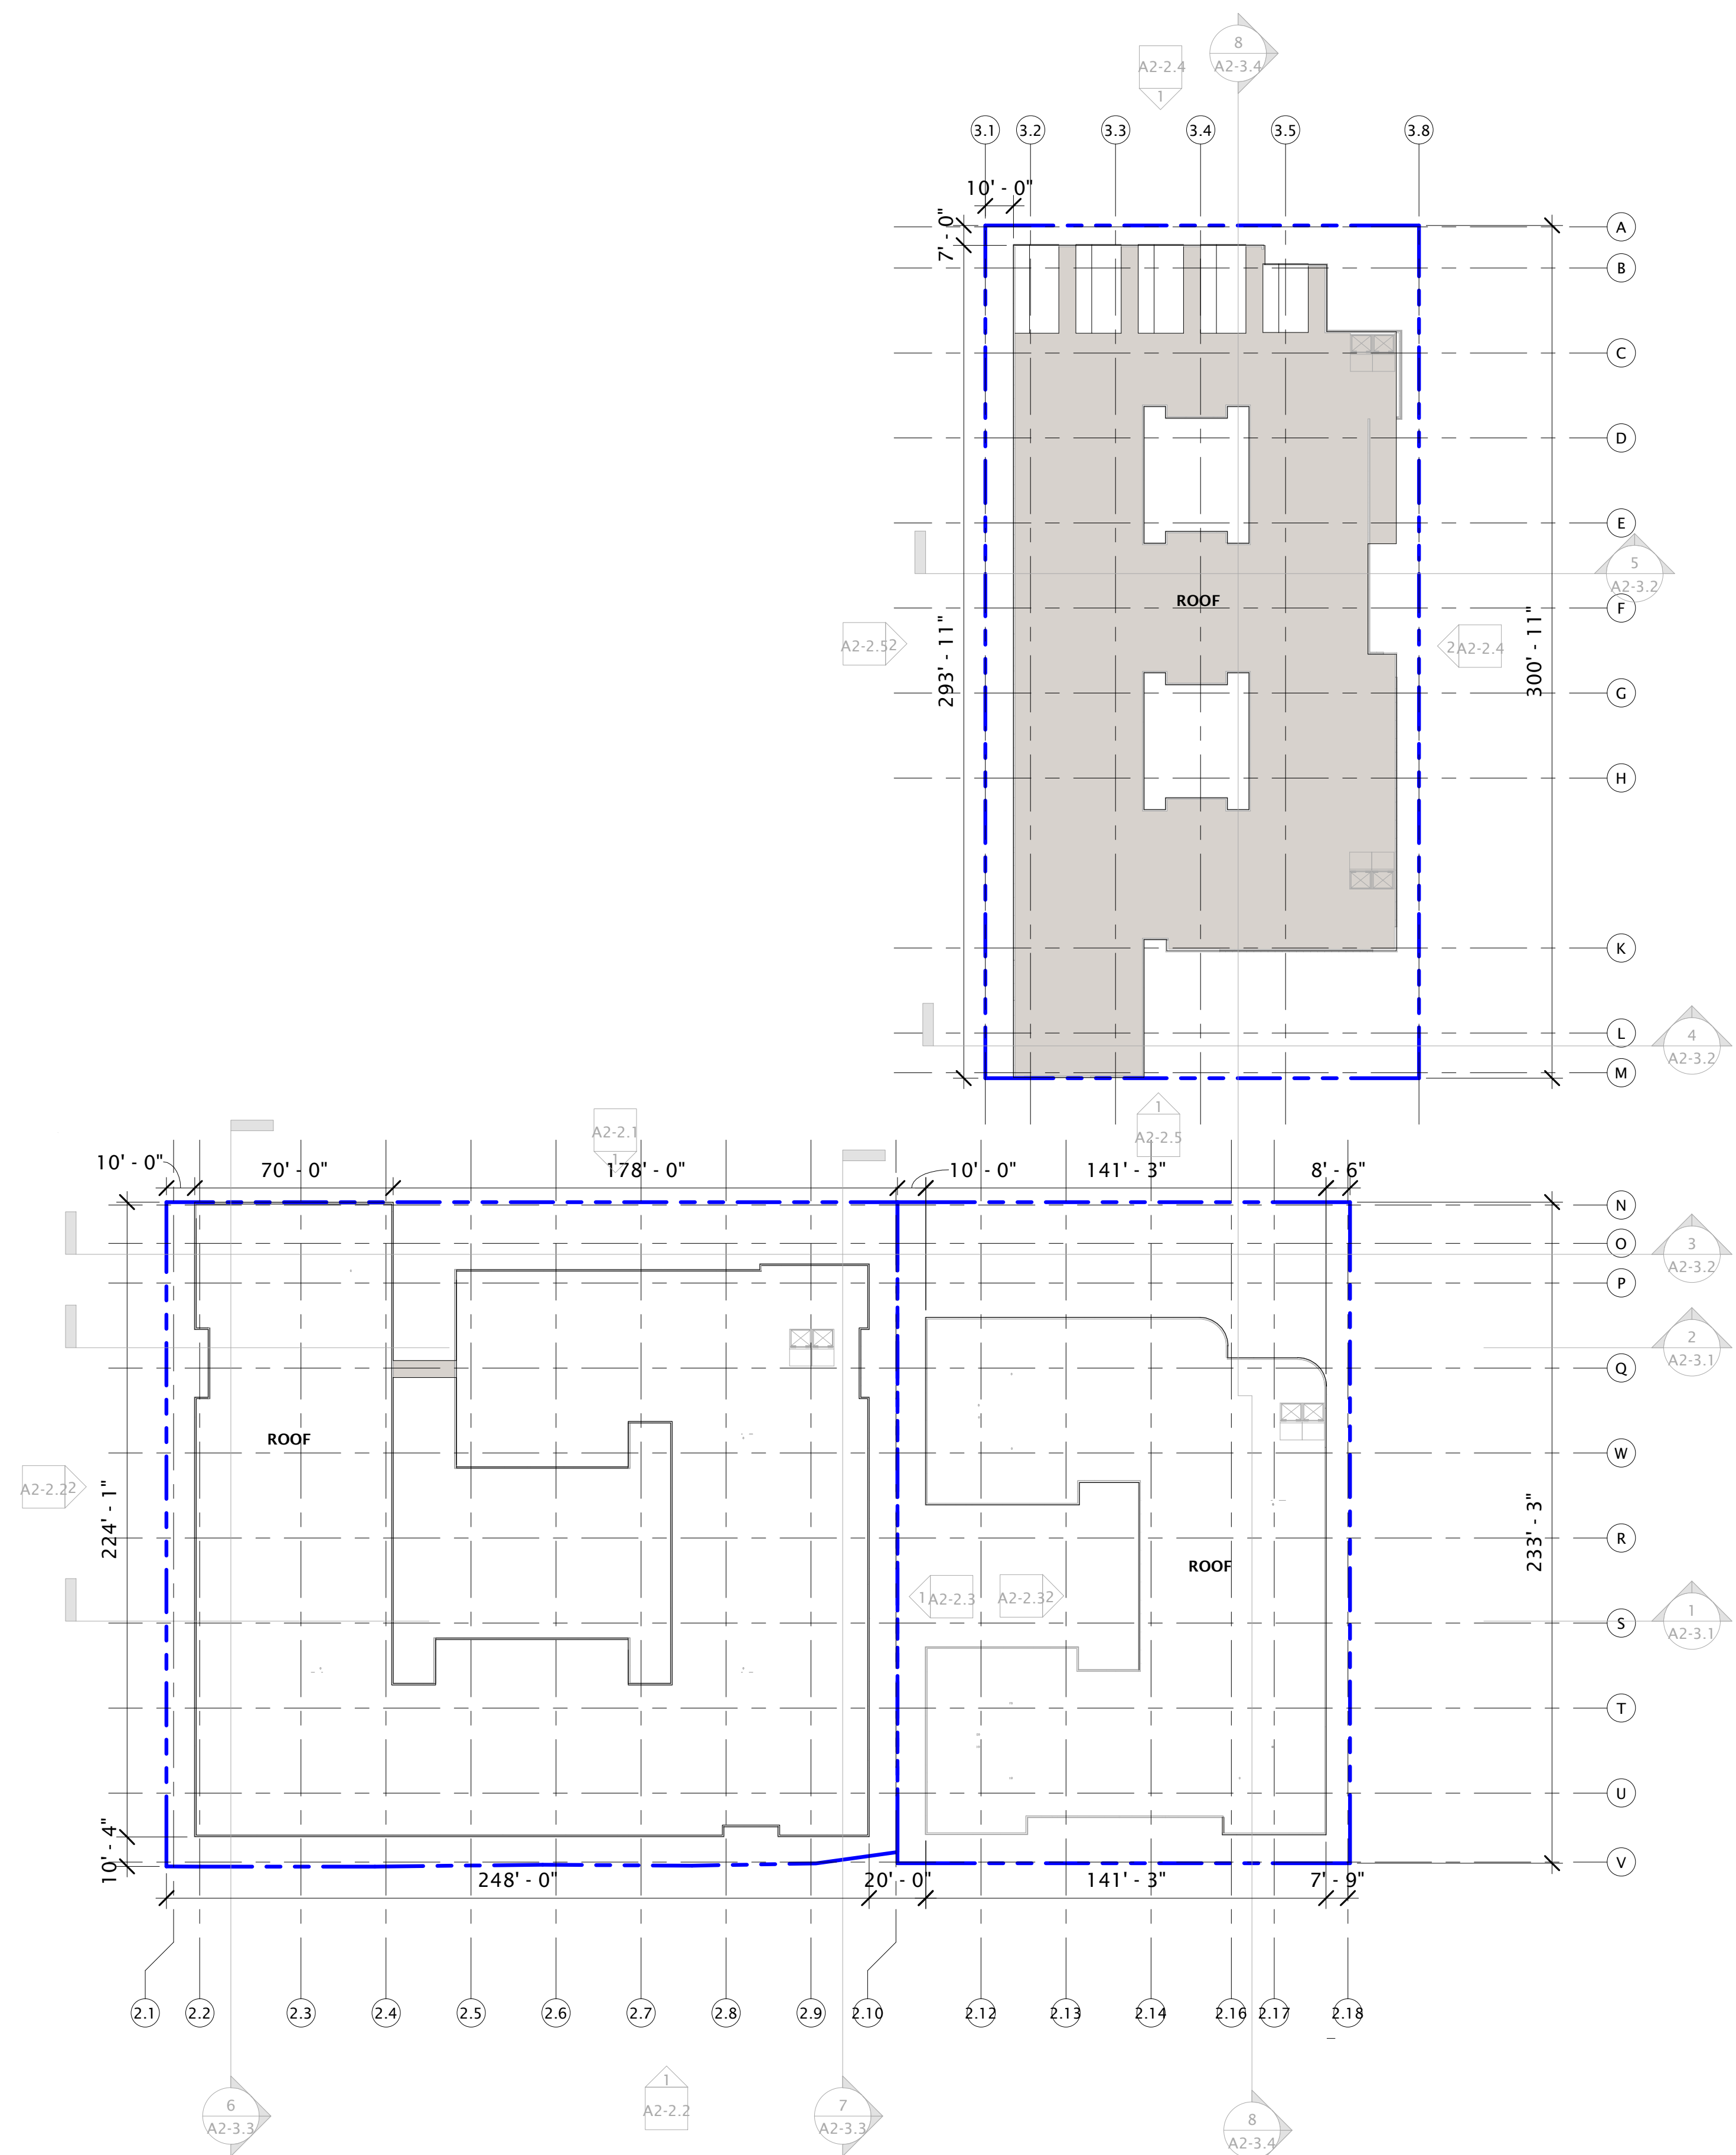 8
A2-3.4
A2-2.4
1
3.1 3.2 3.3 3.4 3.5 3.8
10' - 0"
7' - 0"
A
B
C
D
E
5
A2-3.2
ROOF
F
293' - 11"
300' - 11"
A2-2.5 2
2 A2-2.4
G
H
K
L
4
A2-3.2
M
1
A2-2.5
A2-2.1
1
10' - 0" 70' - 0" 178' - 0" 10' - 0" 141' - 3" 8' - 6"
N
O
3
A2-3.2
P
2
A2-3.1
Q
ROOF
W
A2-2.2 2
224' - 1"
233' - 3"
R
ROOF
1 A2-2.3
A2-2.3 2
S
1
A2-3.1
T
U
10' - 4"
V
248' - 0" 20' - 0" 141' - 3" 7' - 9"
2.1 2.2 2.3 2.4 2.5 2.6 2.7 2.8 2.9 2.10 2.12 2.13 2.14 2.16 2.17 2.18
6
A2-3.3
1
A2-2.2
7
A2-3.3
8
A2-3.4